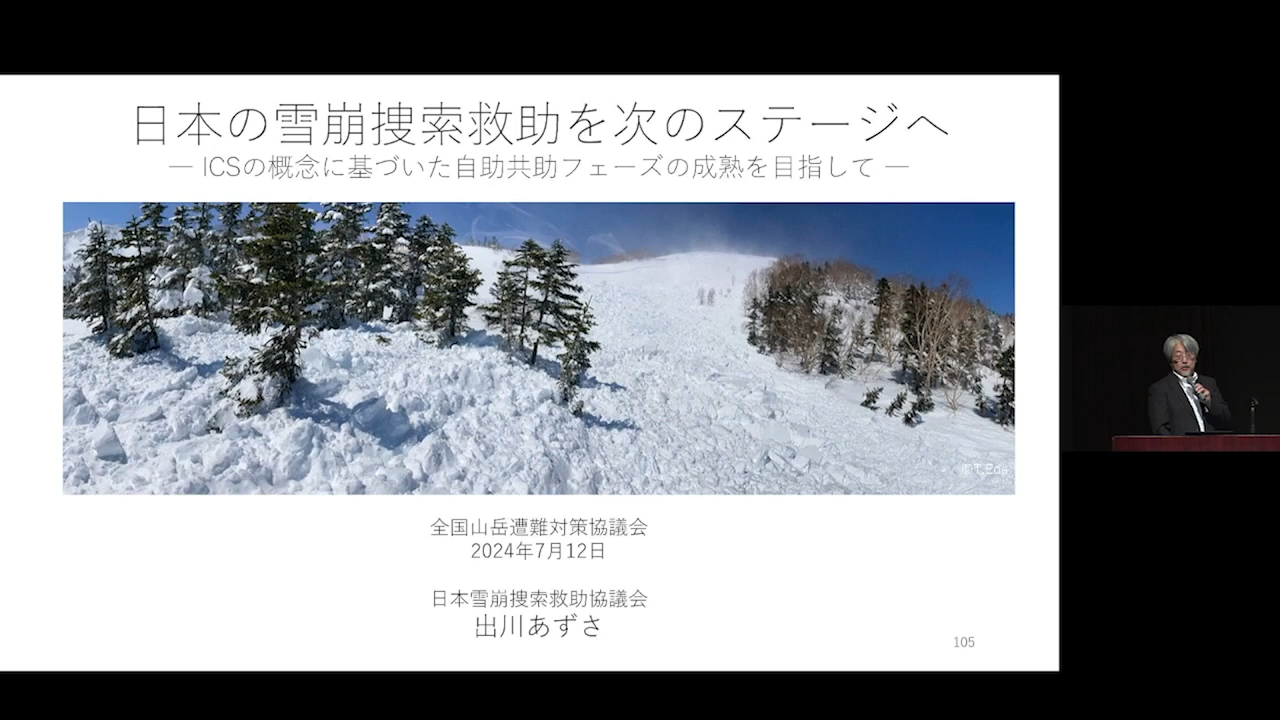 日本の雪崩捜索救助を次のステージへ
― ICSの概念に基づいた自助共助フェーズの成熟を目指して ―
©T.Eda
全国山岳遭難対策協議会
2024年7月12日
日本雪崩捜索救助協議会
出川あずさ
105